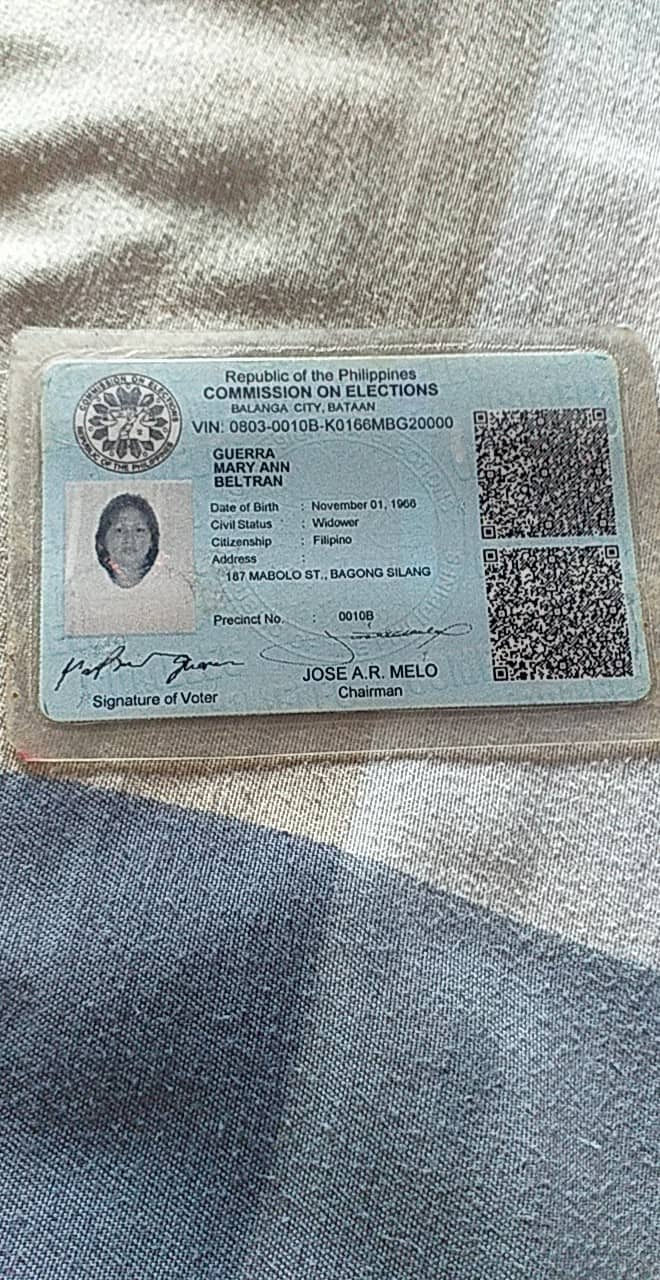 Republic of the Philippines
COMMISSION ON ELECTIONS
BALANGA CITY, BATAAN
VIN: 0803-0010B-K0166MBG20000
COMMISSION ON ELECTIONS
REPUBLIC OF THE PHILIPPINES
GUERRA
MARY ANN
BELTRAN
Date of Birth : November 01, 1966
Civil Status : Widower
Citizenship : Filipino
Address :
187 MABOLO ST., BAGONG SILANG
Precinct No. : 0010B
JOSE A.R. MELO
Chairman
Signature of Voter